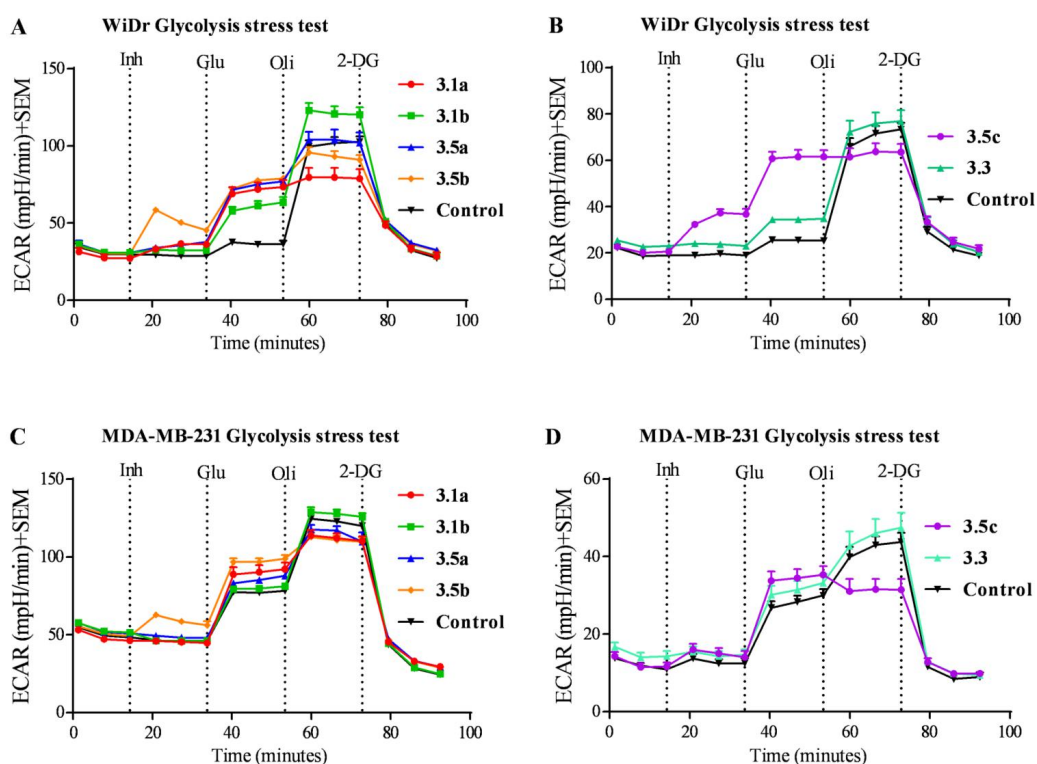 A
WiDr Glycolysis stress test
Inh
Glu
Oli
2-DG
150
100
50
0
ECAR (mpH/min)+SEM
0
20
40
60
80
100
Time (minutes)
3.1a
3.1b
3.5a
3.5b
Control
B
WiDr Glycolysis stress test
Inh
Glu
Oli
2-DG
100
80
60
40
20
0
ECAR (mpH/min)+SEM
0
20
40
60
80
100
Time (minutes)
3.5c
3.3
Control
C
MDA-MB-231 Glycolysis stress test
Inh
Glu
Oli
2-DG
150
100
50
0
ECAR (mpH/min)+SEM
0
20
40
60
80
100
Time (minutes)
3.1a
3.1b
3.5a
3.5b
Control
D
MDA-MB-231 Glycolysis stress test
Inh
Glu
Oli
2-DG
60
40
20
0
ECAR (mpH/min)+SEM
0
20
40
60
80
100
Time (minutes)
3.5c
3.3
Control